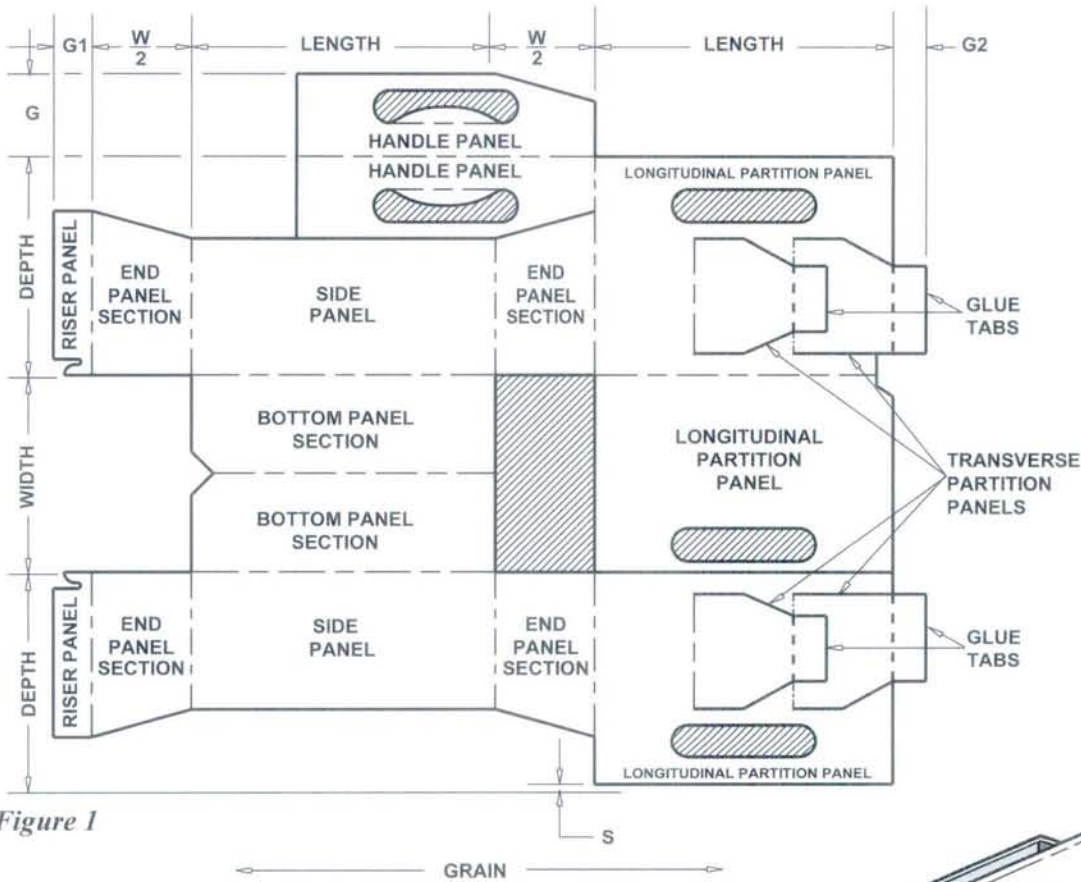 G1
W
2
LENGTH
W
2
LENGTH
G2
G
HANDLE PANEL
HANDLE PANEL
LONGITUDINAL PARTITION PANEL
DEPTH
RISER PANEL
END
PANEL
SECTION
SIDE
PANEL
END
PANEL
SECTION
GLUE
TABS
WIDTH
BOTTOM PANEL
SECTION
BOTTOM PANEL
SECTION
LONGITUDINAL
PARTITION
PANEL
TRANSVERSE
PARTITION
PANELS
DEPTH
RISER PANEL
END
PANEL
SECTION
SIDE
PANEL
END
PANEL
SECTION
GLUE
TABS
LONGITUDINAL PARTITION PANEL
Figure 1
S
GRAIN